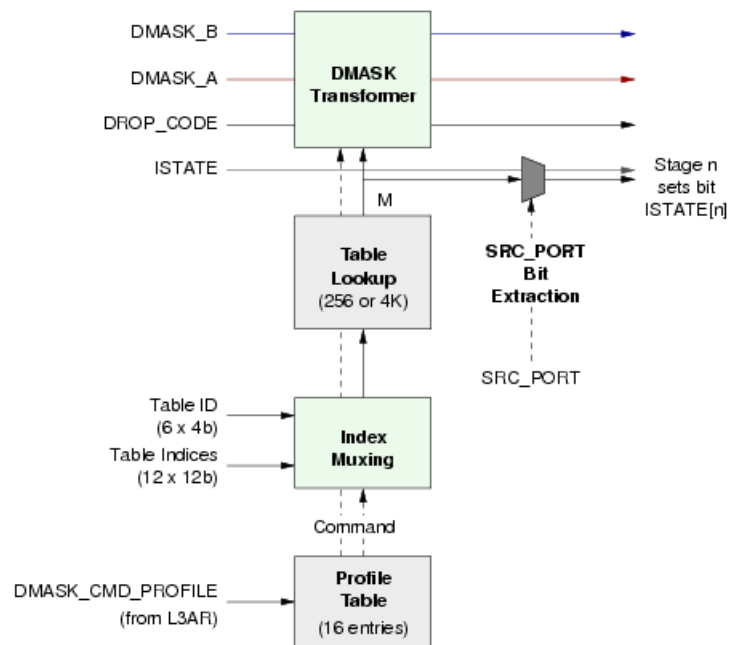 DMASK_B
DMASK_A
DROP_CODE
ISTATE
DMASK
Transformer
Stage n
sets bit
ISTATE[n]
M
Table
Lookup
(256 or 4K)
SRC_PORT
Bit
Extraction
SRC_PORT
Table ID
(6 x 4b)
Table Indices
(12 x 12b)
Index
Muxing
Command
DMASK_CMD_PROFILE
(from L3AR)
Profile
Table
(16 entries)